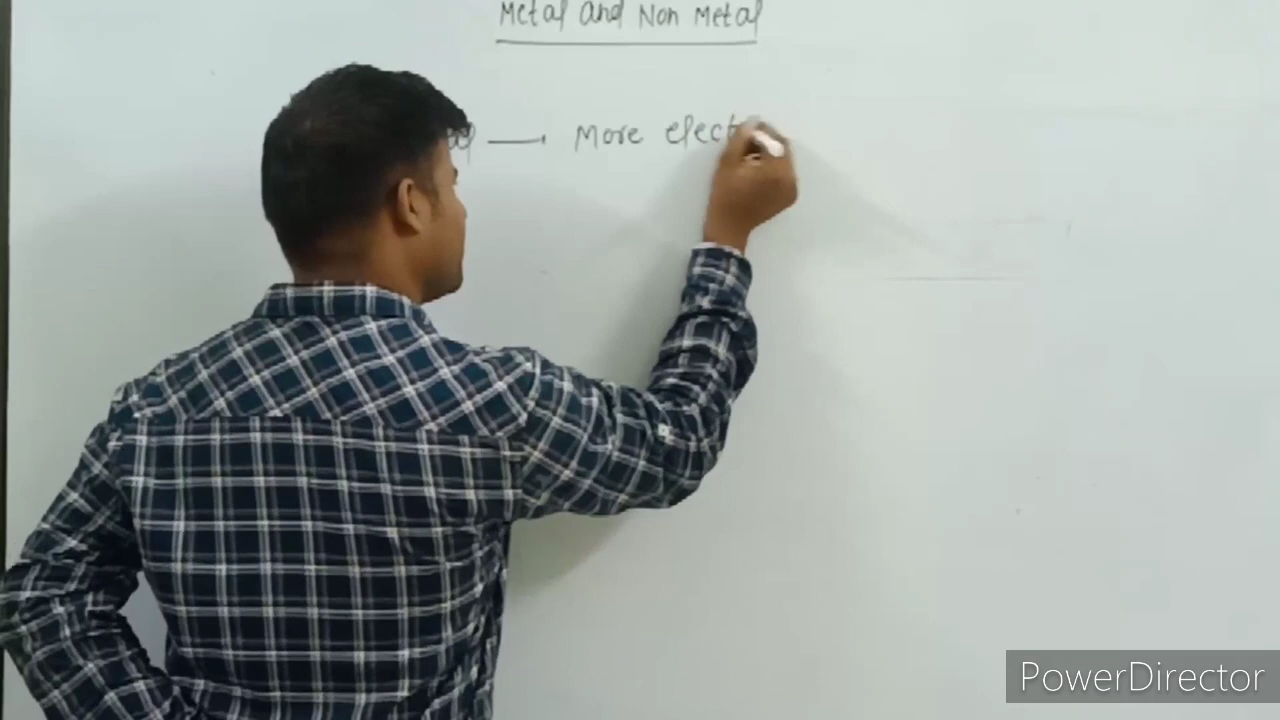 Metal and Non Metal
— More elect
PowerDirector